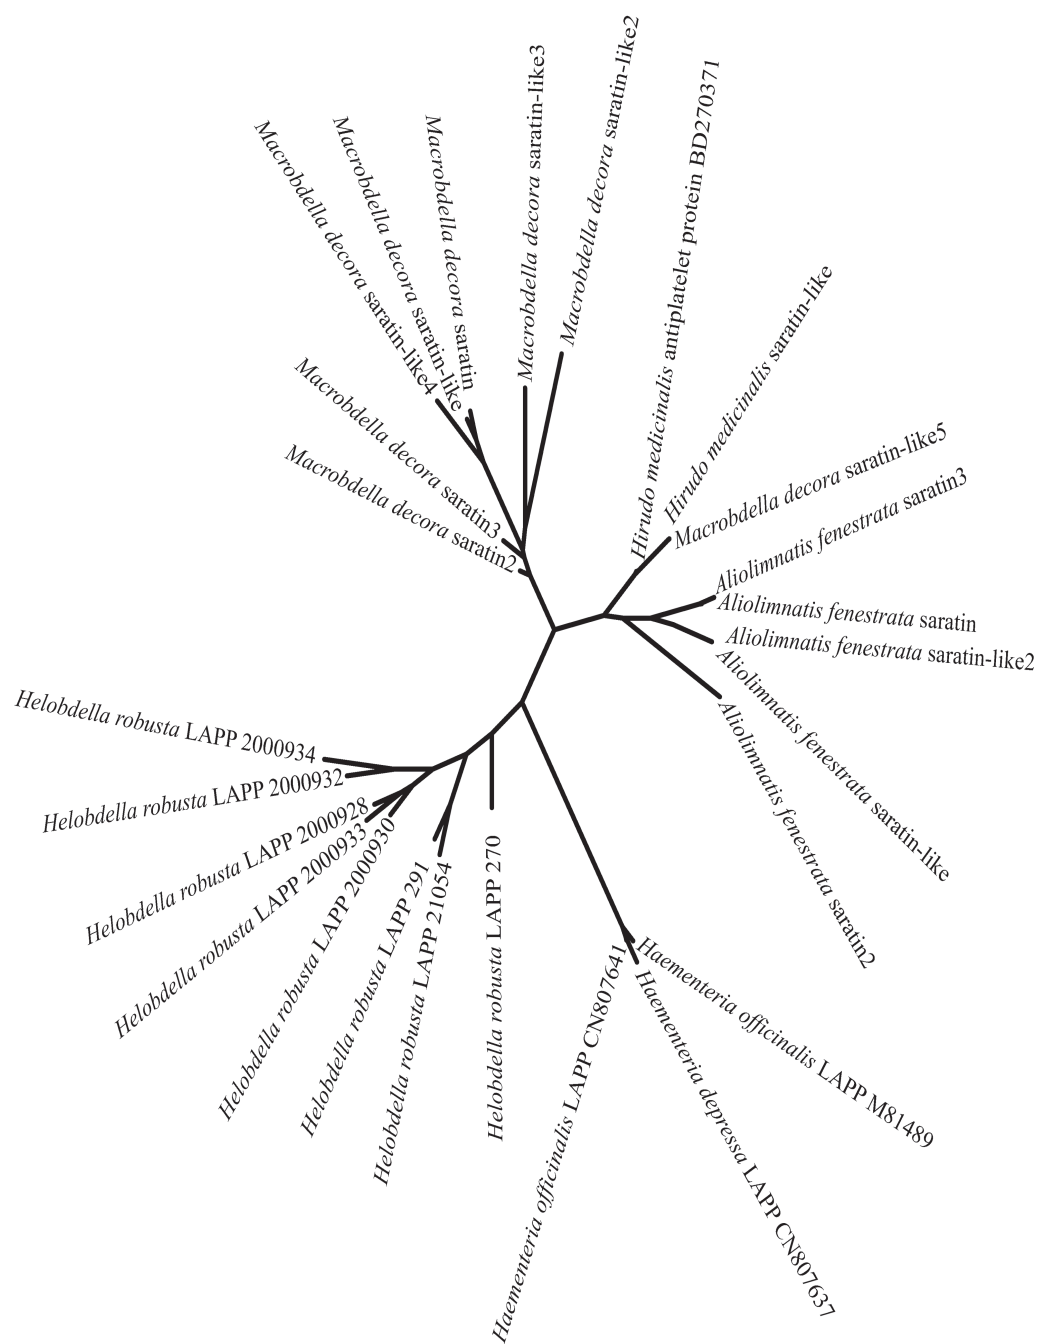 Macrobdella decora saratin-like4
Macrobdella decora saratin-like
Macrobdella decora saratin
Macrobdella decora saratin-like3
Macrobdella decora saratin-like2
Hirudo medicinalis antiplatelet protein BD270371
Hirudo medicinalis saratin-like
Macrobdella decora saratin3
Macrobdella decora saratin2
Macrobdella decora saratin-like5
Aliolimnatis fenestrata saratin3
Aliolimnatis fenestrata saratin
Aliolimnatis fenestrata saratin-like2
Aliolimnatis fenestrata saratin-like
Aliolimnatis fenestrata saratin2
Helobdella robusta LAPP 2000934
Helobdella robusta LAPP 2000932
Helobdella robusta LAPP 2000928
Helobdella robusta LAPP 2000933
Helobdella robusta LAPP 2000930
Helobdella robusta LAPP 291
Helobdella robusta LAPP 21054
Helobdella robusta LAPP 270
Haementeria officinalis LAPP CN807641
Haementeria officinalis LAPP M81489
Haementeria depressa LAPP CN807637